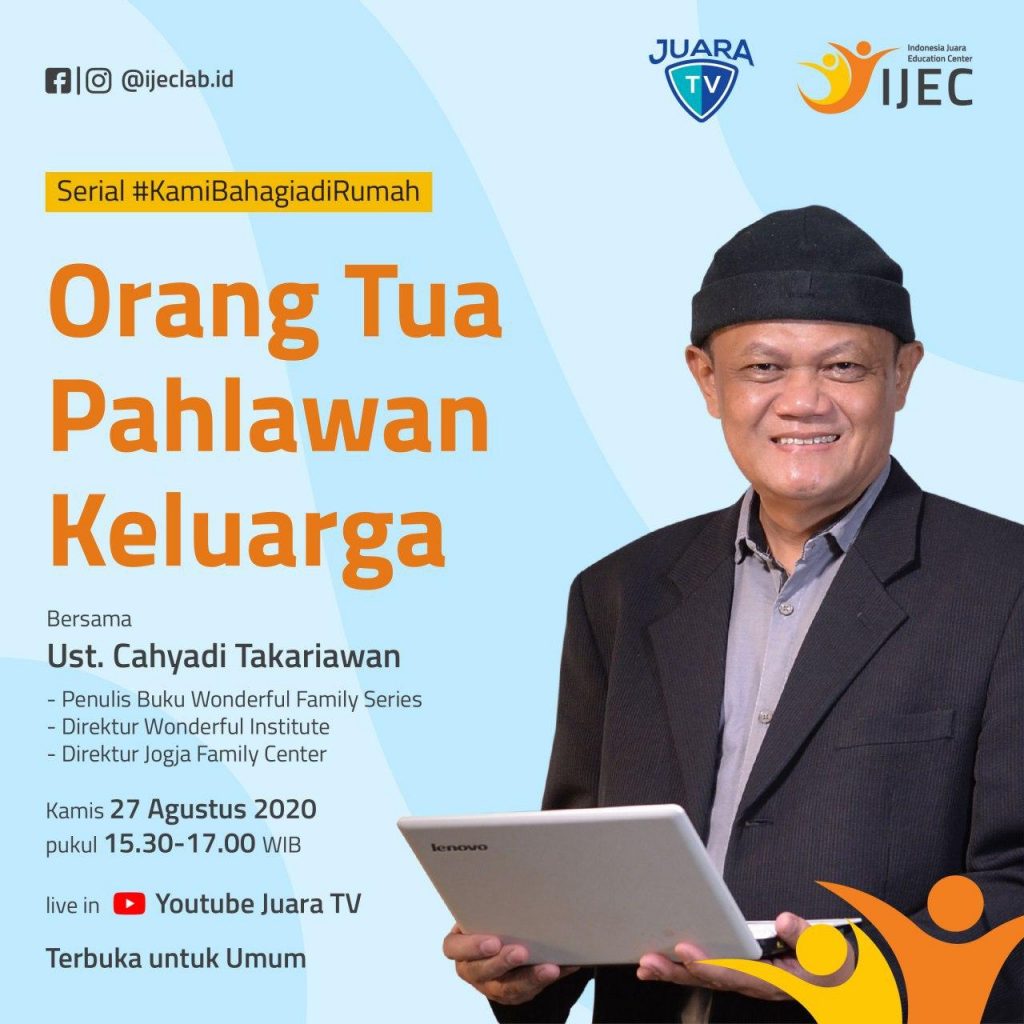 @ijeclab.id
JUARA
TV
Indonesia Juara
Education Center
IJEC
Serial #KamiBahagiadiRumah
Orang Tua
Pahlawan
Keluarga
Bersama
Ust. Cahyadi Takariawan
- Penulis Buku Wonderful Family Series
- Direktur Wonderful Institute
- Direktur Jogja Family Center
Kamis 27 Agustus 2020
pukul 15.30-17.00 WIB
live in Youtube Juara TV
Terbuka untuk Umum
lenovo